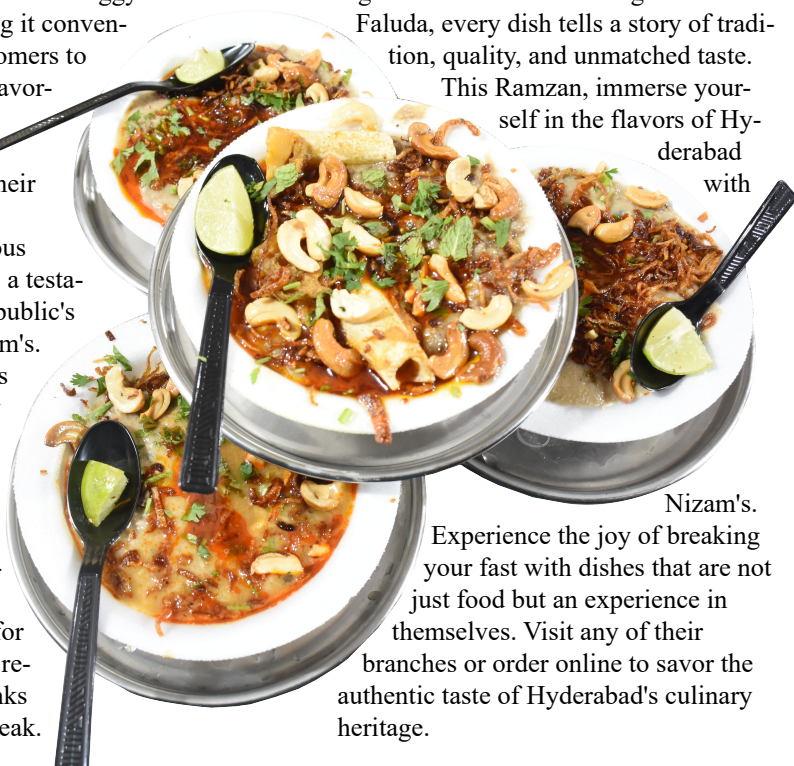 g it conven-
omers to
avor-
heir
ous
a testa-
public's
m's.
s
for
re-
nks
eak.
Faluda, every dish tells a story of tradi-
tion, quality, and unmatched taste.
This Ramzan, immerse your-
self in the flavors of Hy-
derabad
with
Nizam's.
Experience the joy of breaking
your fast with dishes that are not
just food but an experience in
themselves. Visit any of their
branches or order online to savor the
authentic taste of Hyderabad's culinary
heritage.